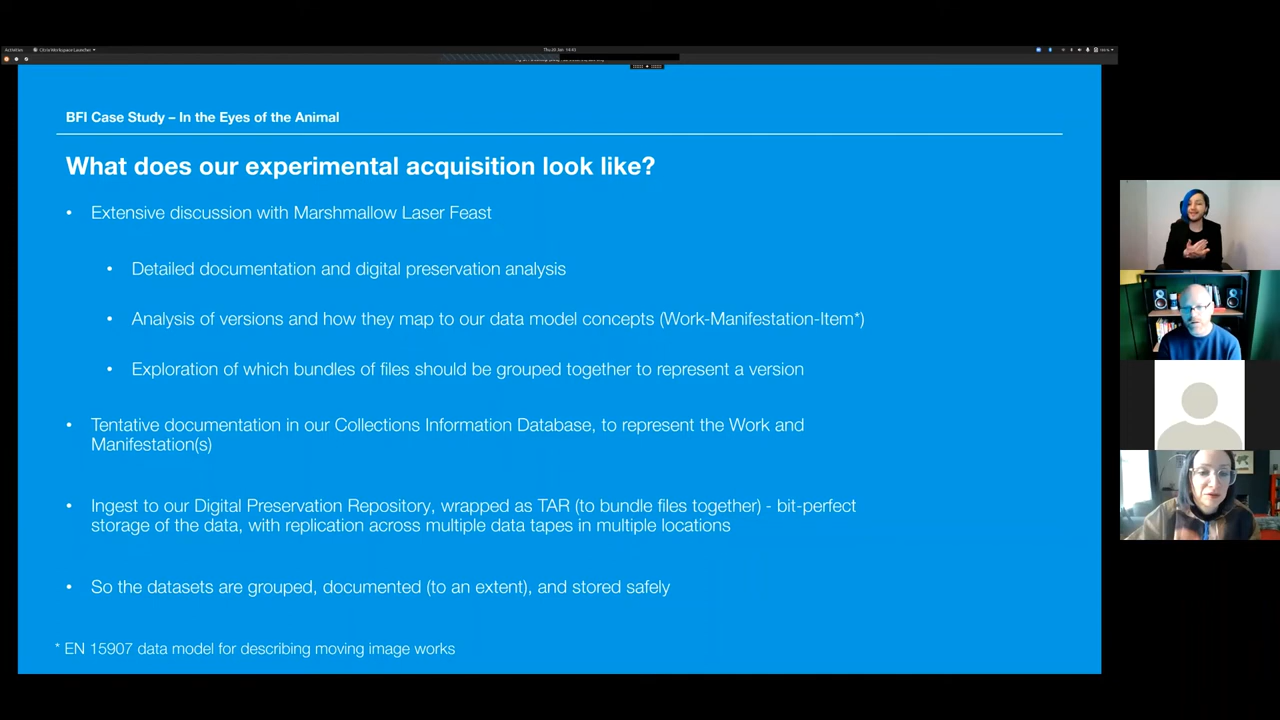 Activities
Citrix Workspace Launcher
BFI Case Study – In the Eyes of the Animal
What does our experimental acquisition look like?
• Extensive discussion with Marshmallow Laser Feast
• Detailed documentation and digital preservation analysis
• Analysis of versions and how they map to our data model concepts (Work-Manifestation-Item*)
• Exploration of which bundles of files should be grouped together to represent a version
• Tentative documentation in our Collections Information Database, to represent the Work and
Manifestation(s)
• Ingest to our Digital Preservation Repository, wrapped as TAR (to bundle files together) - bit-perfect
storage of the data, with replication across multiple data tapes in multiple locations
• So the datasets are grouped, documented (to an extent), and stored safely
* EN 15907 data model for describing moving image works